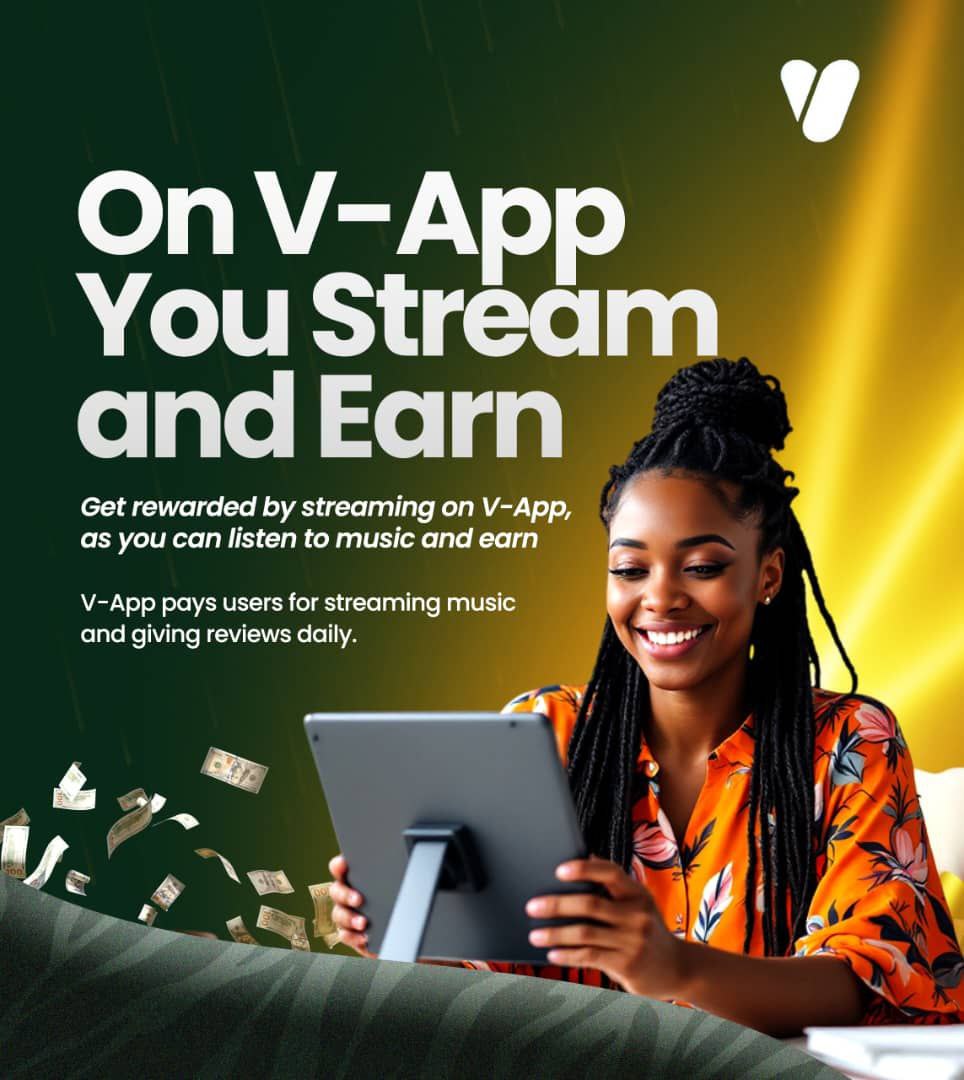 On V-App
You Stream
and Earn
Get rewarded by streaming on V-App,
as you can listen to music and earn
V-App pays users for streaming music
and giving reviews daily.